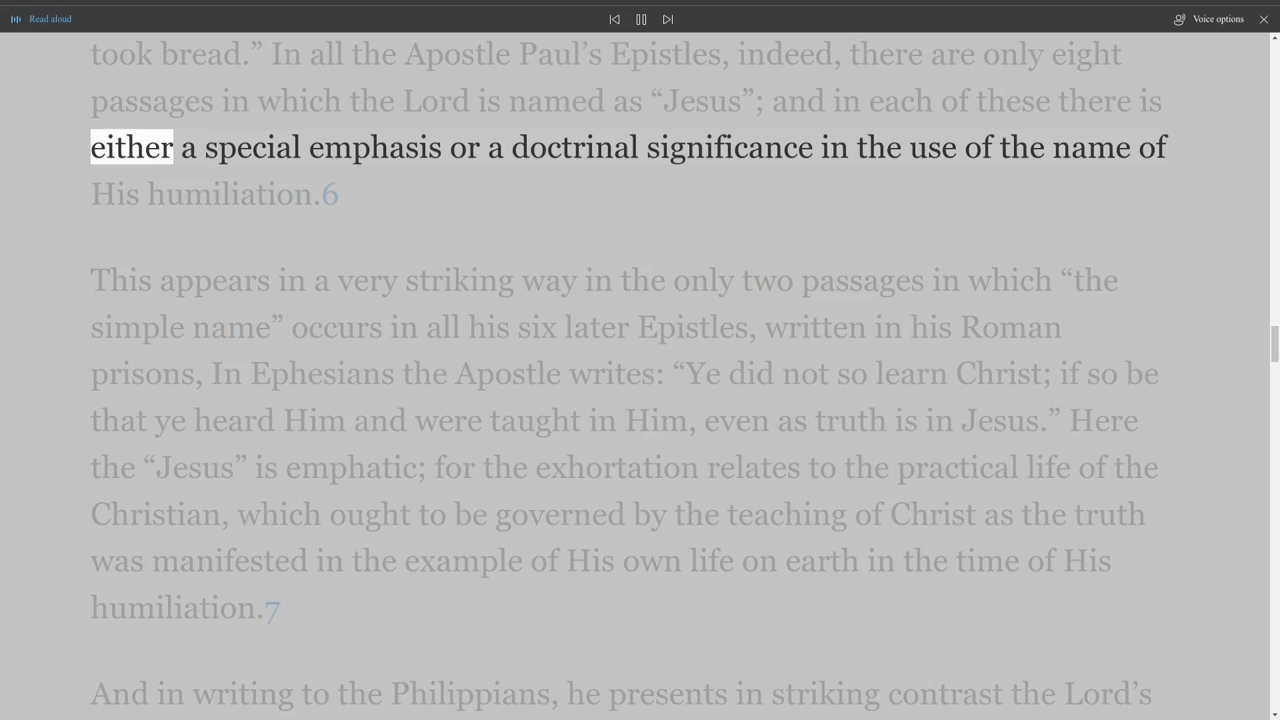 Read aloud
Voice options
took bread.” In all the Apostle Paul’s Epistles, indeed, there are only eight
passages in which the Lord is named as “Jesus”; and in each of these there is
either a special emphasis or a doctrinal significance in the use of the name of
His humiliation.6
This appears in a very striking way in the only two passages in which “the
simple name” occurs in all his six later Epistles, written in his Roman
prisons, In Ephesians the Apostle writes: “Ye did not so learn Christ; if so be
that ye heard Him and were taught in Him, even as truth is in Jesus.” Here
the “Jesus” is emphatic; for the exhortation relates to the practical life of the
Christian, which ought to be governed by the teaching of Christ as the truth
was manifested in the example of His own life on earth in the time of His
humiliation.7
And in writing to the Philippians, he presents in striking contrast the Lord’s